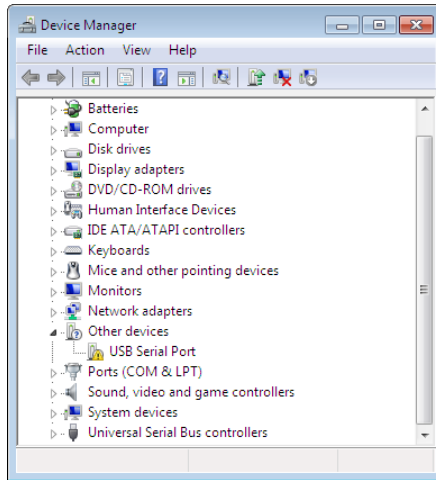 Device Manager
File Action View Help
Batteries
Computer
Disk drives
Display adapters
DVD/CD-ROM drives
Human Interface Devices
IDE ATA/ATAPI controllers
Keyboards
Mice and other pointing devices
Monitors
Network adapters
Other devices
USB Serial Port
Ports (COM & LPT)
Sound, video and game controllers
System devices
Universal Serial Bus controllers